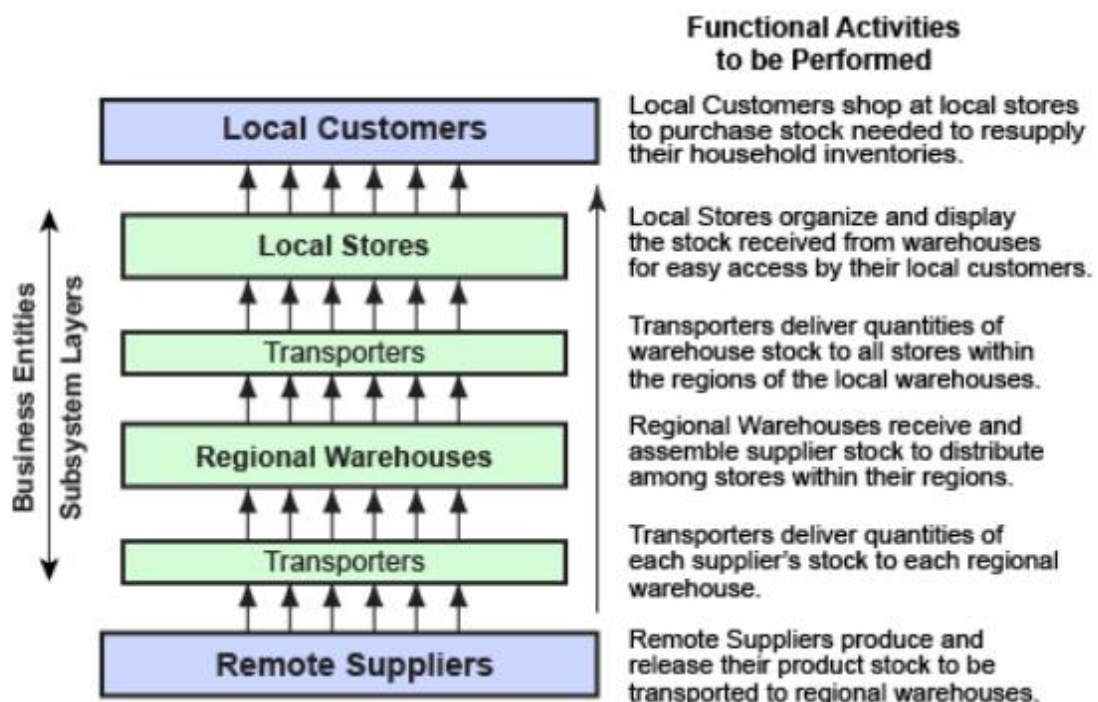 Functional Activities
to be Performed
Local Customers
Local Customers shop at local stores
to purchase stock needed to resupply
their household inventories.
Local Stores
Local Stores organize and display
the stock received from warehouses
for easy access by their local customers.
Transporters
Transporters deliver quantities of
warehouse stock to all stores within
the regions of the local warehouses.
Business Entities
Subsystem Layers
Regional Warehouses
Regional Warehouses receive and
assemble supplier stock to distribute
among stores within their regions.
Transporters
Transporters deliver quantities of
each supplier's stock to each regional
warehouse.
Remote Suppliers
Remote Suppliers produce and
release their product stock to be
transported to regional warehouses.